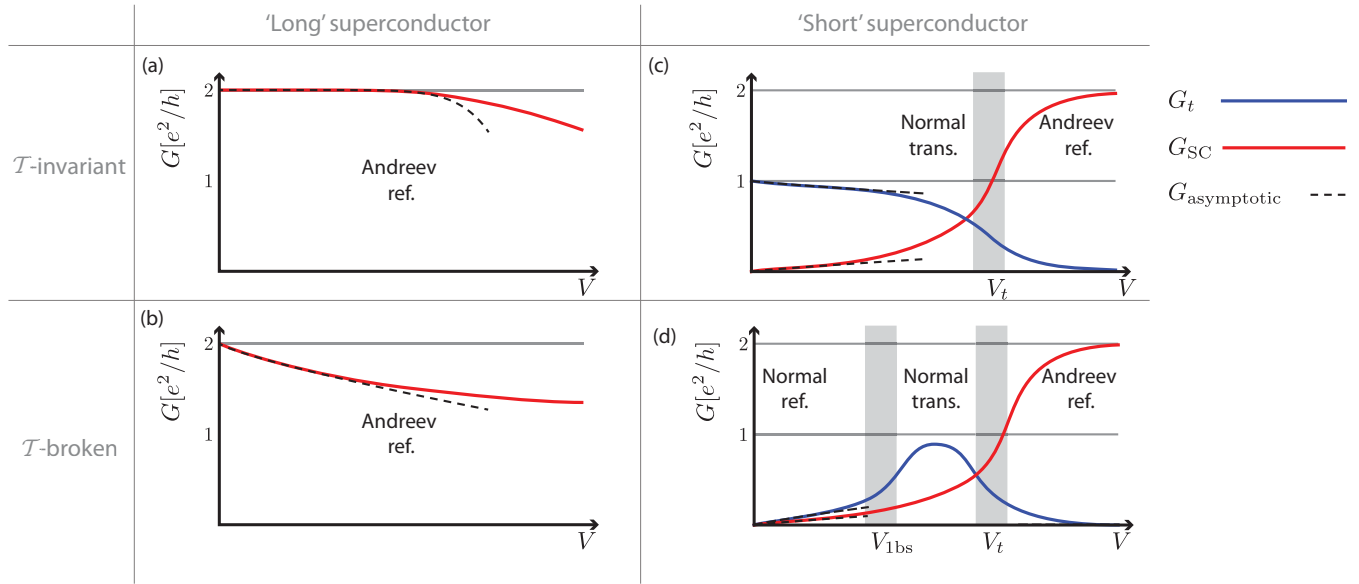 'Long' superconductor
'Short' superconductor
𝒯-invariant
(a)
G[e²/h]
2
1
Andreev
ref.
V
(c)
G[e²/h]
2
1
Normal
trans.
Andreev
ref.
V_t
V
G_t
G_SC
G_asymptotic
𝒯-broken
(b)
G[e²/h]
2
1
Andreev
ref.
V
(d)
G[e²/h]
2
1
Normal
ref.
Normal
trans.
Andreev
ref.
V_1bs
V_t
V